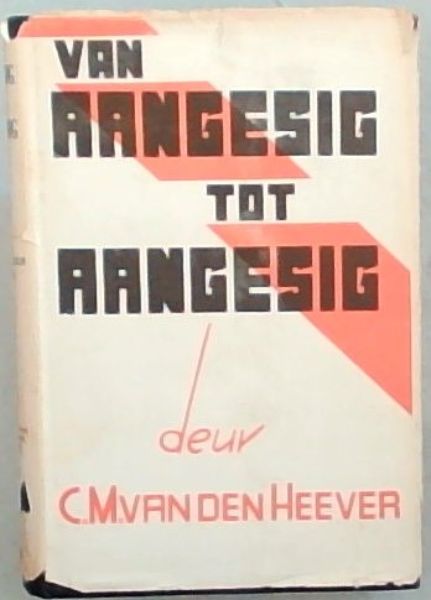 VAN
AANGESIG
TOT
AANGESIG
deur
C.M.VAN DEN HEEVER